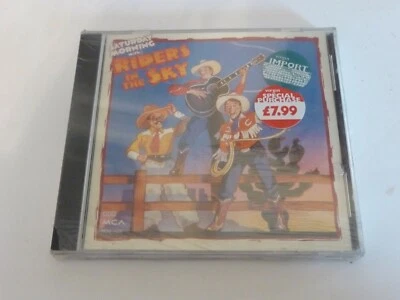 SATURDAY
MORNING
WITH
RIDERS
IN
THE SKY
IMPORT
SPECIAL
PURCHASE
£7.99
MCA